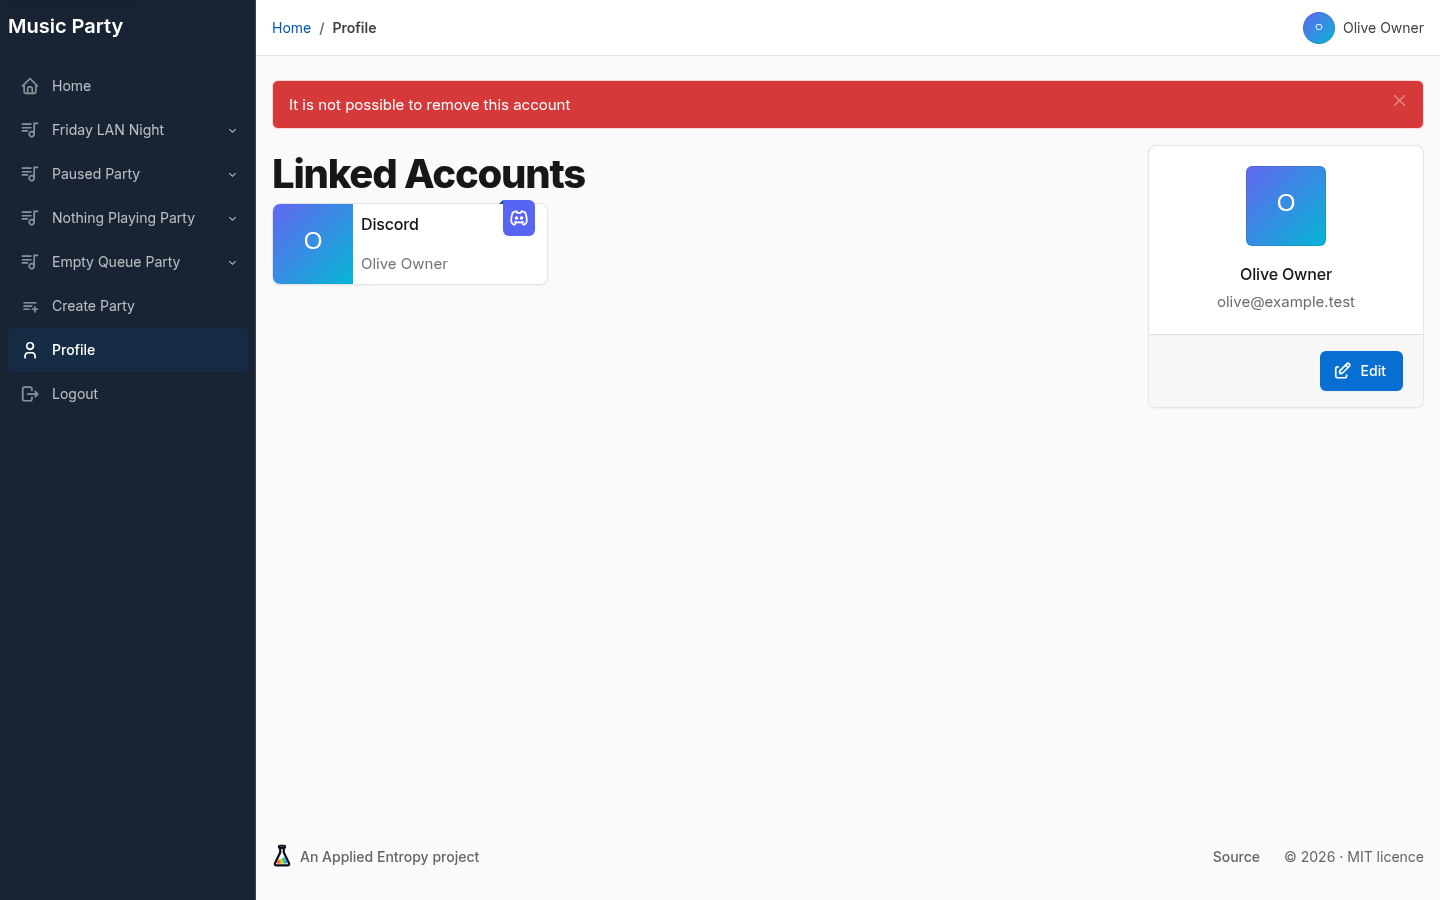 Music Party
Home
Friday LAN Night
Paused Party
Nothing Playing Party
Empty Queue Party
Create Party
Profile
Logout
Home / Profile
O
Olive Owner
It is not possible to remove this account
Linked Accounts
O
Discord
Olive Owner
O
Olive Owner
olive@example.test
Edit
An Applied Entropy project
Source
© 2026 · MIT licence